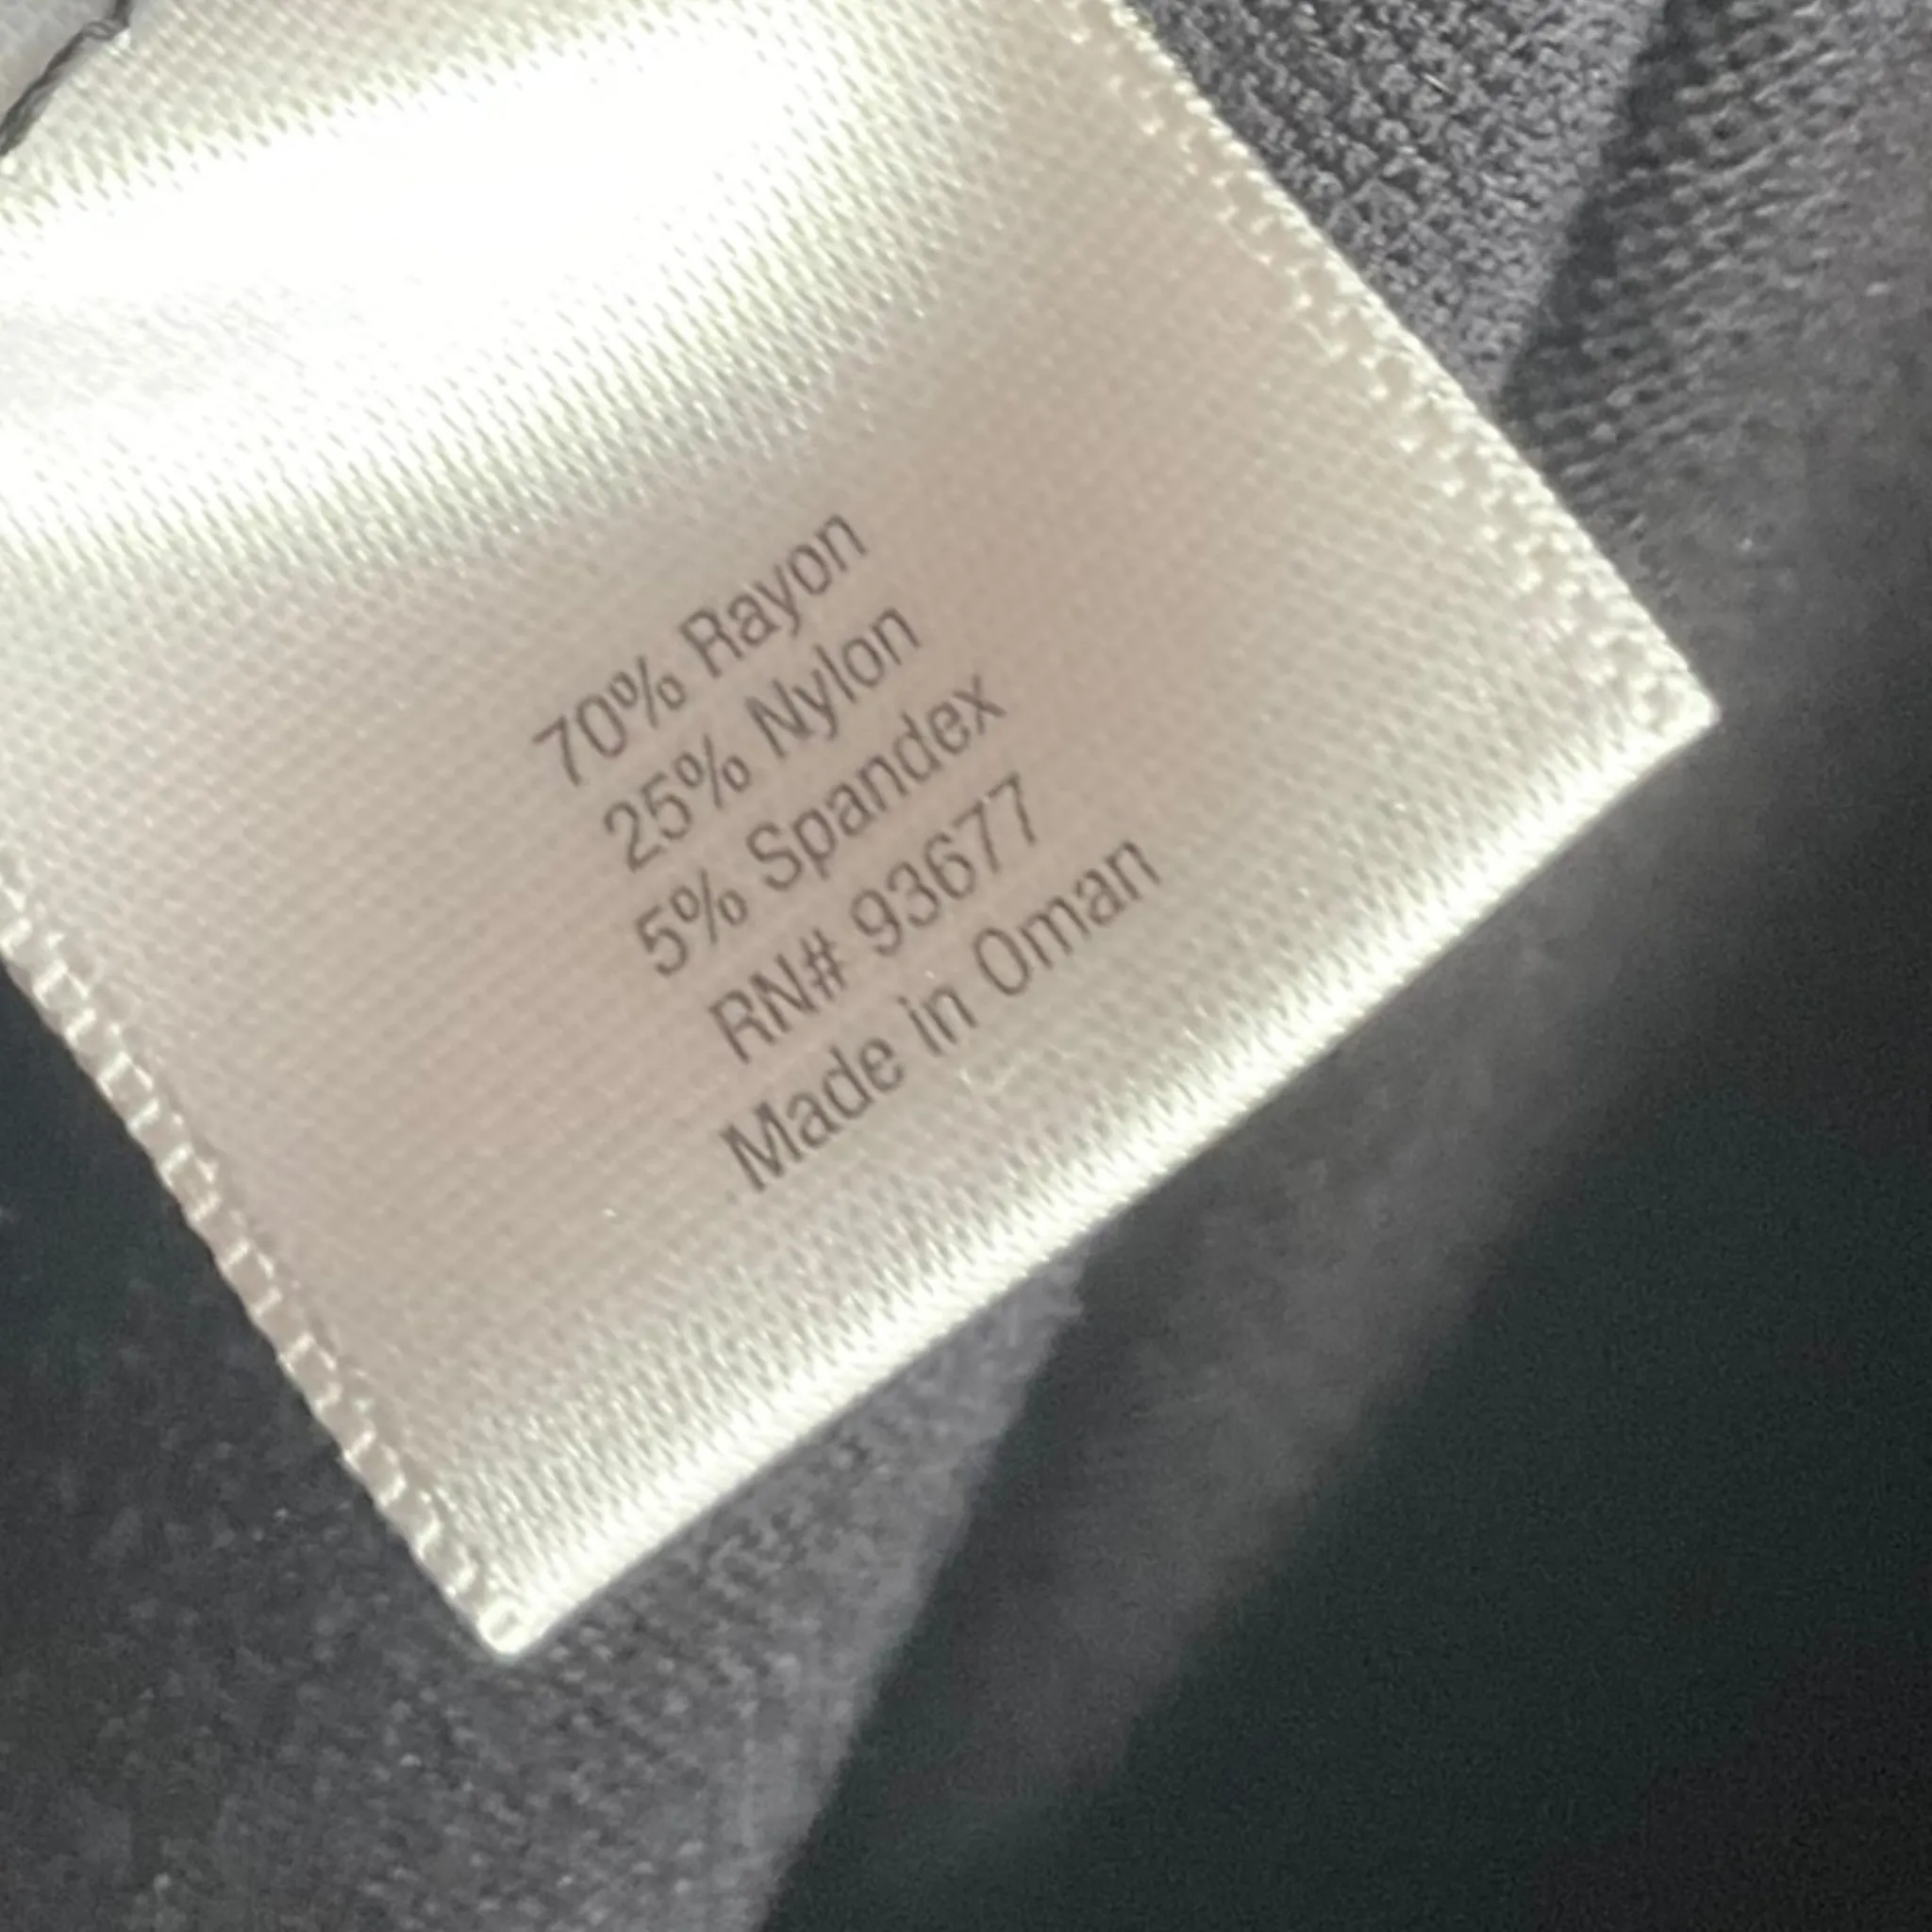 70% Rayon
25% Nylon
5% Spandex
RN# 93677
Made in Oman